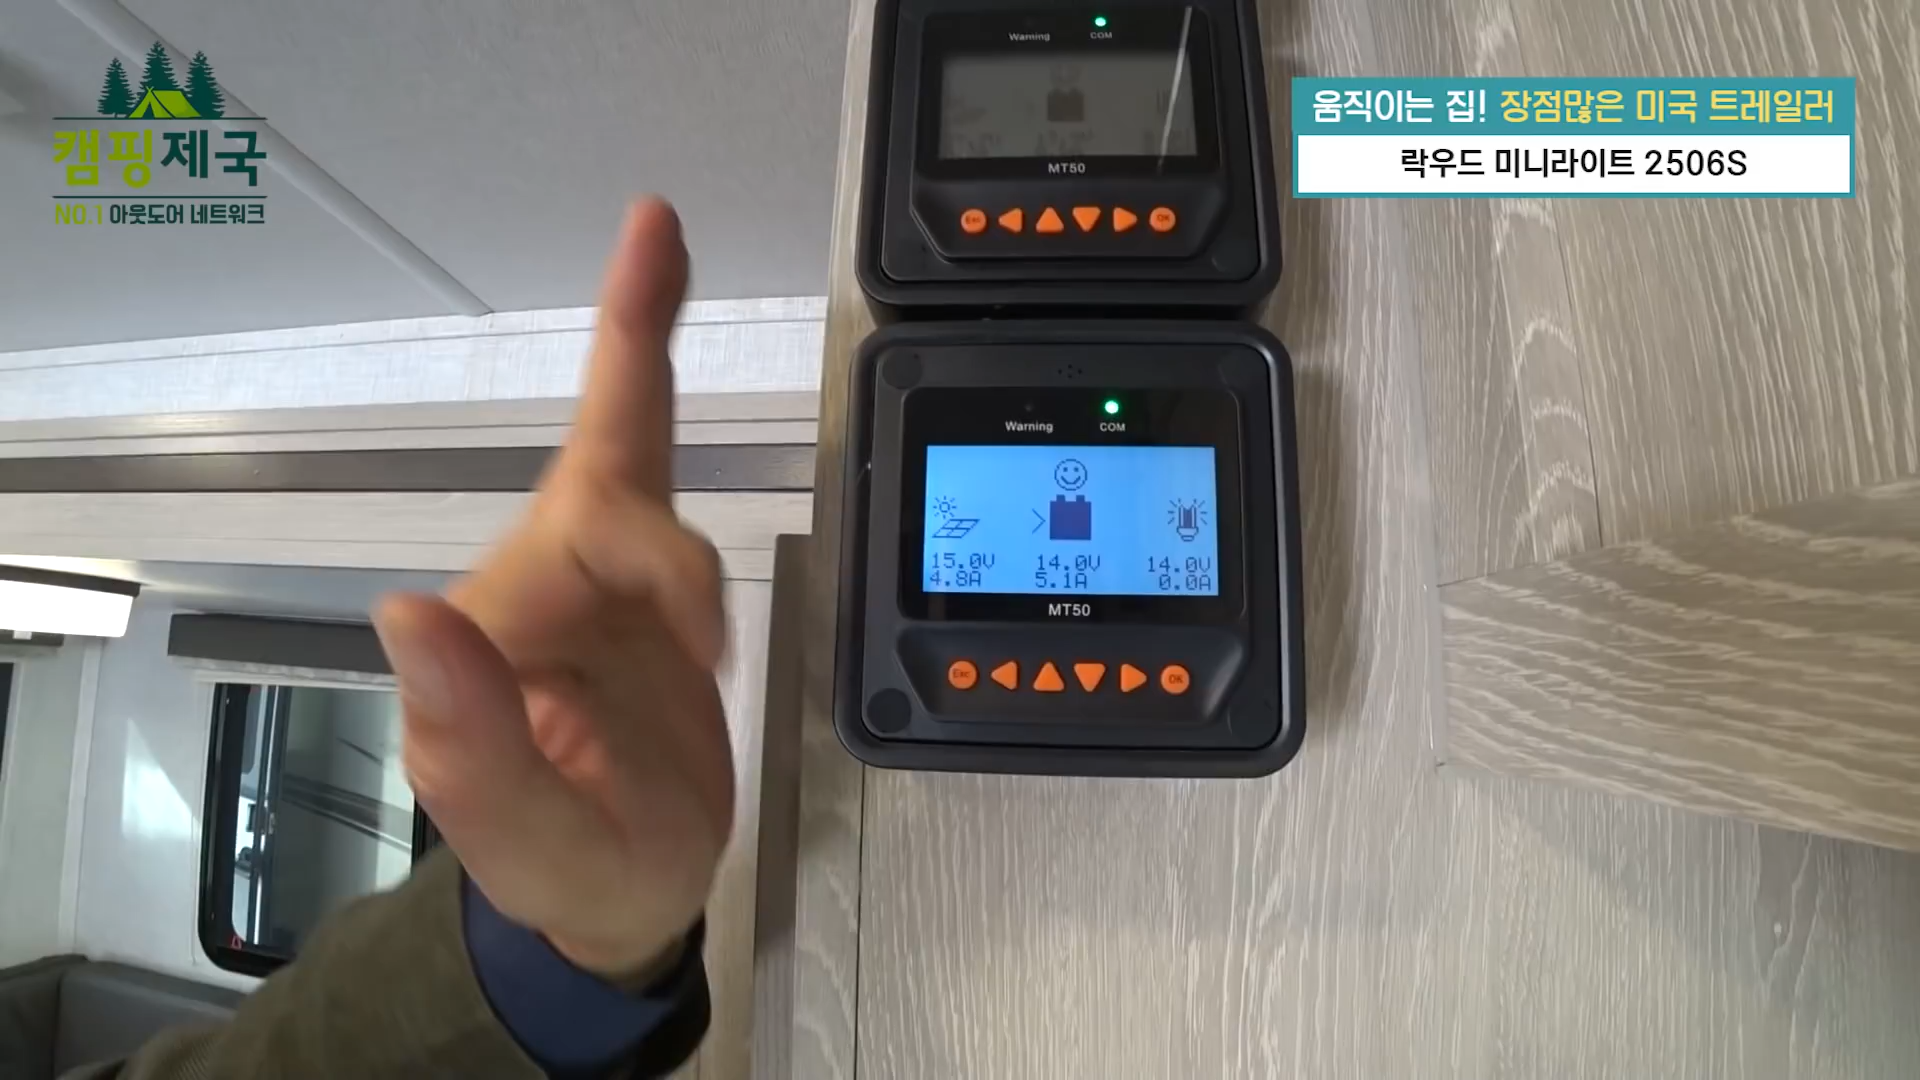 캠핑제국
NO.1 아웃도어 네트워크
움직이는 집! 장점많은 미국 트레일러
락우드 미니라이트 2506S
Warning COM
MT50
Esc OK
Warning COM
15.0V 14.0V 14.0V
4.8A 5.1A 0.0A
MT50
Esc OK